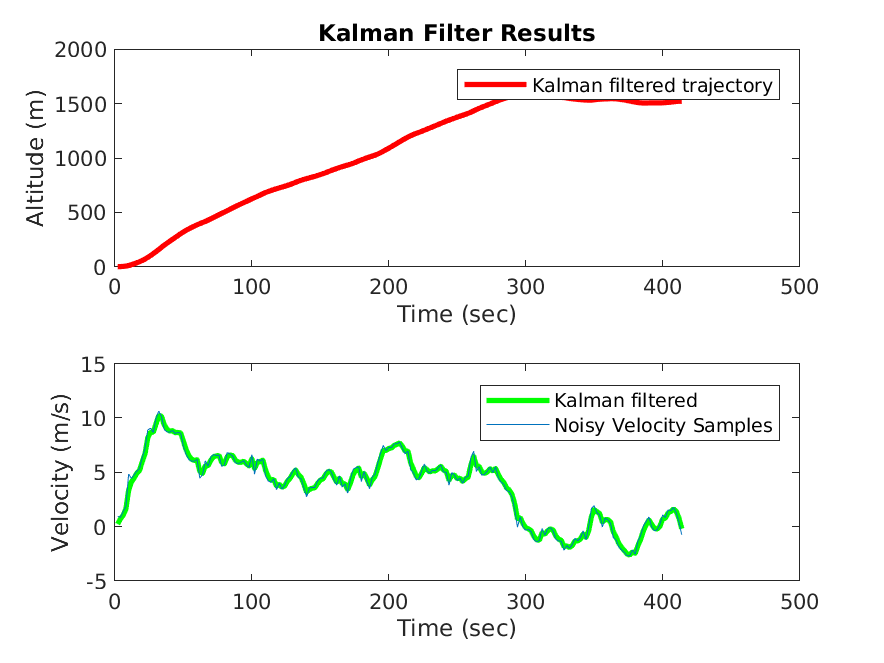 Kalman Filter Results
2000
1500
1000
500
0
Altitude (m)
Kalman filtered trajectory
0 100 200 300 400 500
Time (sec)
15
10
5
0
-5
Velocity (m/s)
Kalman filtered
Noisy Velocity Samples
0 100 200 300 400 500
Time (sec)